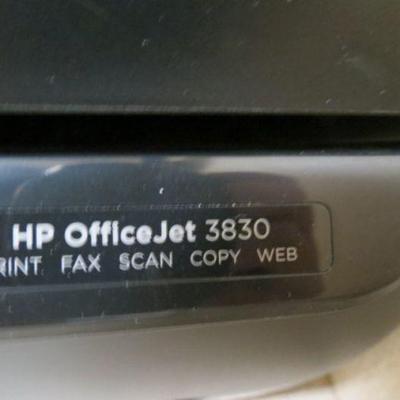 HP OfficeJet 3830
RINT FAX SCAN COPY WEB